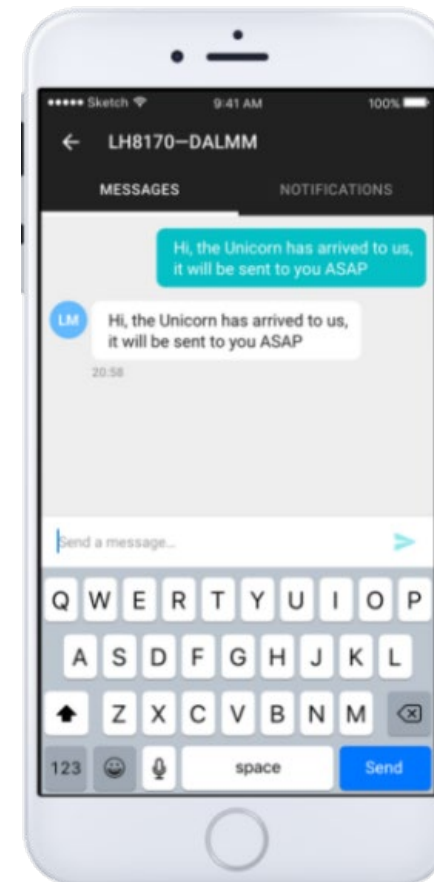 Sketch 9:41 AM 100%
LH8170—DALMM
MESSAGES NOTIFICATIONS
Hi, the Unicorn has arrived to us,
it will be sent to you ASAP
LM
Hi, the Unicorn has arrived to us,
it will be sent to you ASAP
20:58
Send a message...
Q W E R T Y U I O P
A S D F G H J K L
Z X C V B N M
123 space Send